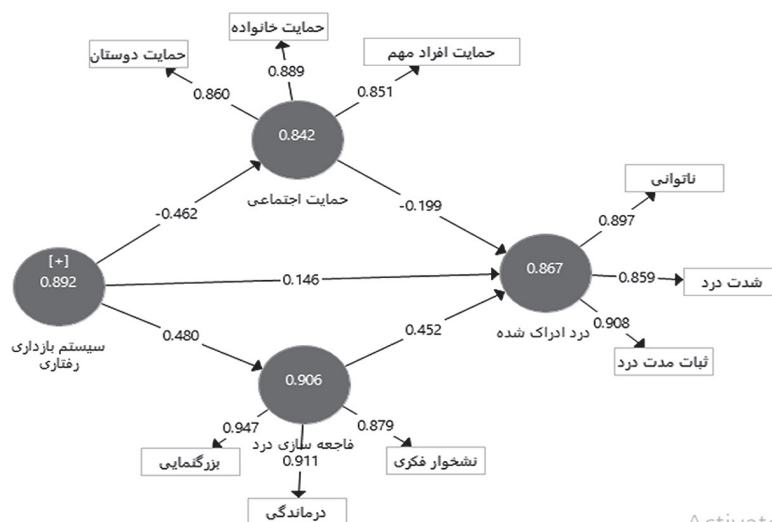 حمایت خانواده
حمایت دوستان
حمایت افراد مهم
0.889
0.860
0.851
0.842
حمایت اجتماعی
ناتوانی
-0.462
-0.199
0.897
[+]
0.892
0.146
0.867
0.859
شدت درد
سیستم بازداری
رفتاری
0.480
0.452
درد ادراک شده
0.908
ثبات مدت درد
0.906
0.947
0.879
فاجعه سازی درد
بزرگنمایی
0.911
نشخوار فکری
درماندگی